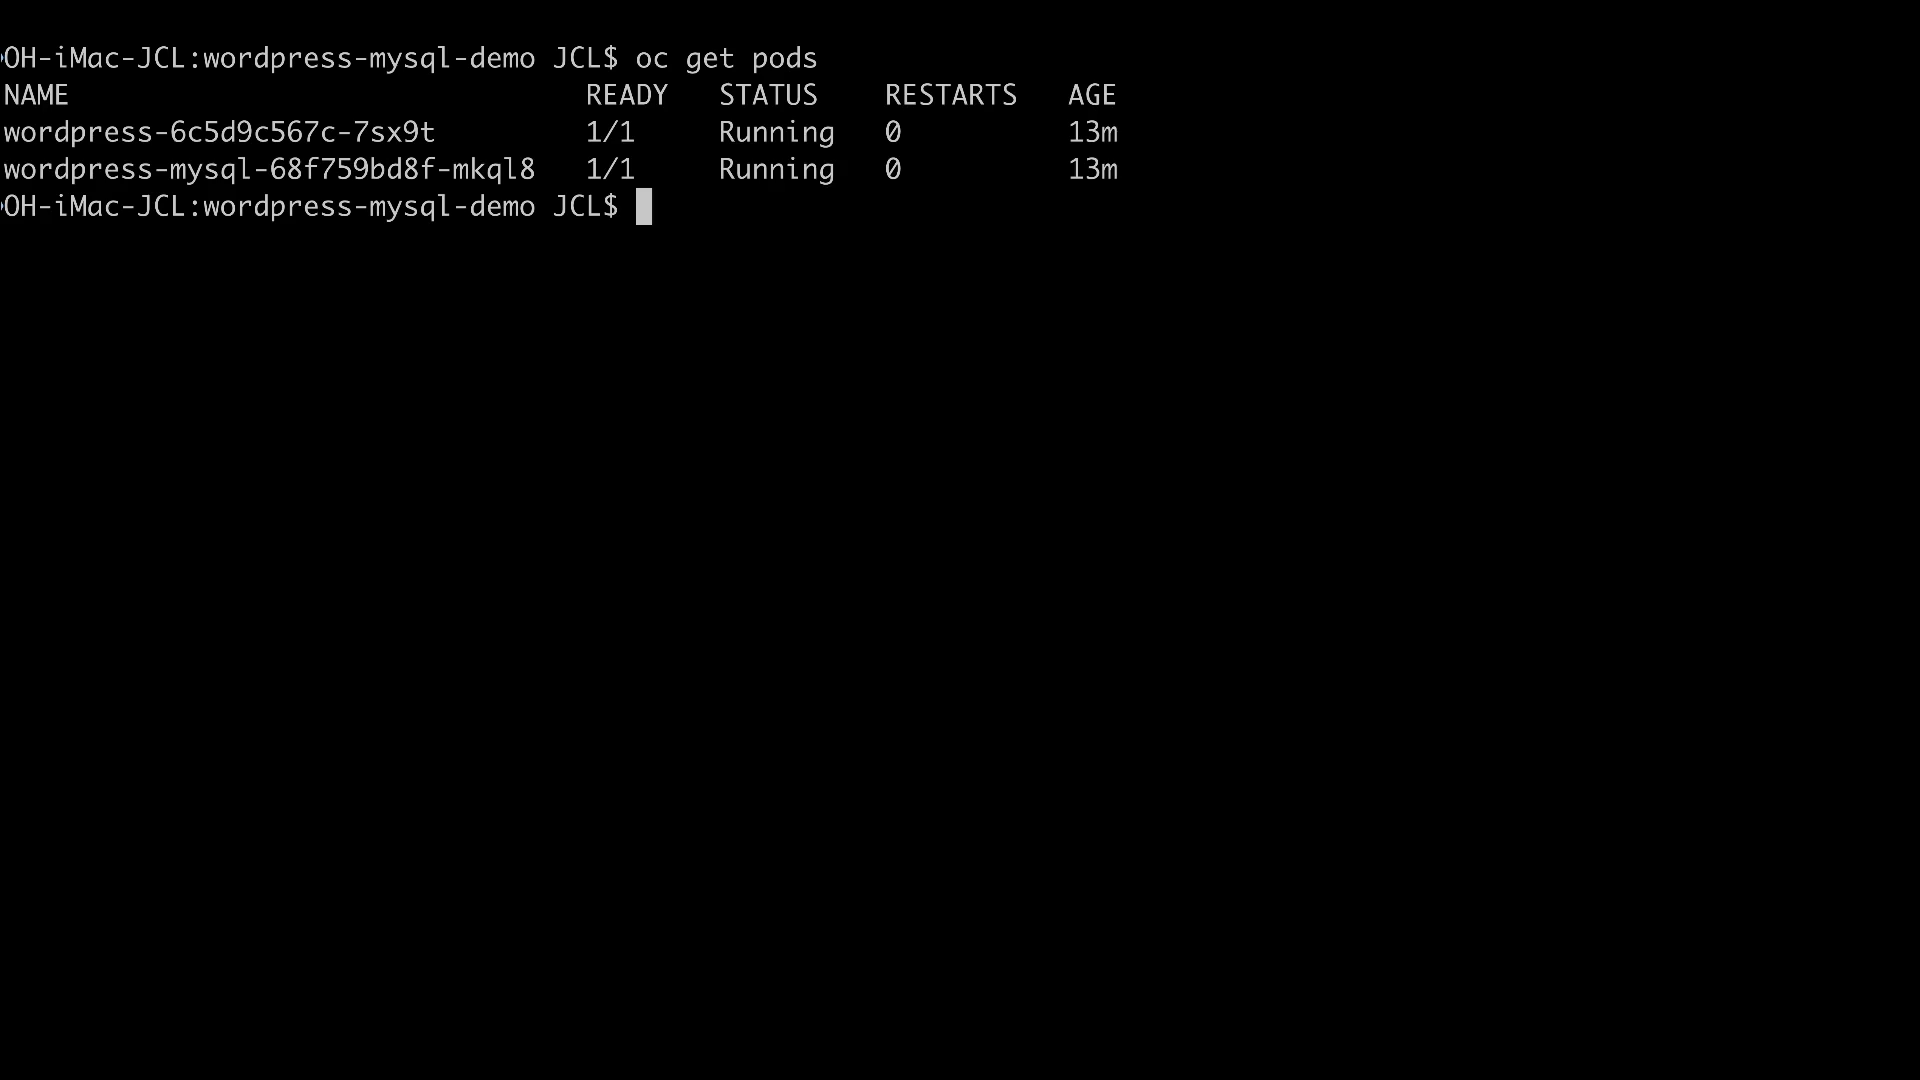 OH-iMac-JCL:wordpress-mysql-demo JCL$ oc get pods
NAME                               READY   STATUS    RESTARTS   AGE
wordpress-6c5d9c567c-7sx9t         1/1     Running   0          13m
wordpress-mysql-68f759bd8f-mkql8   1/1     Running   0          13m
OH-iMac-JCL:wordpress-mysql-demo JCL$